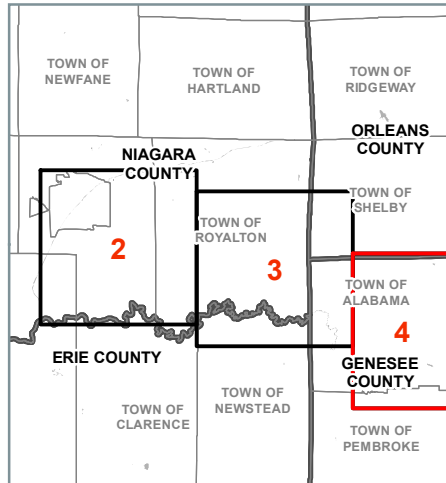 TOWN OF
NEWFANE
TOWN OF
HARTLAND
TOWN OF
RIDGEWAY
ORLEANS
COUNTY
NIAGARA
COUNTY
TOWN OF
SHELBY
TOWN OF
ROYALTON
2
3
TOWN OF
ALABAMA
4
ERIE COUNTY
GENESEE
COUNTY
TOWN OF
CLARENCE
TOWN OF
NEWSTEAD
TOWN OF
PEMBROKE